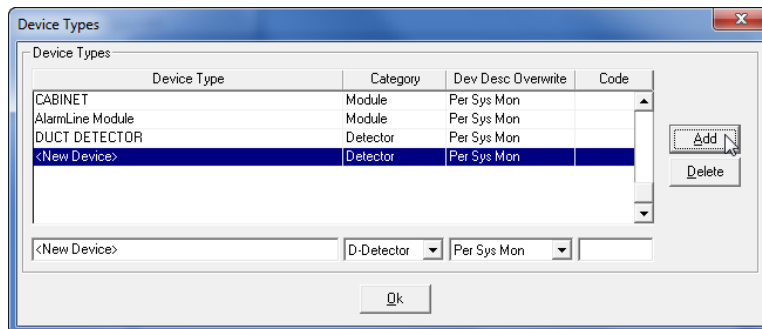 Device Types
Device Types
Device Type Category Dev Desc Overwrite Code
CABINET Module Per Sys Mon
AlarmLine Module Module Per Sys Mon
DUCT DETECTOR Detector Per Sys Mon
<New Device> Detector Per Sys Mon
Add
Delete
<New Device> D-Detector Per Sys Mon
Ok